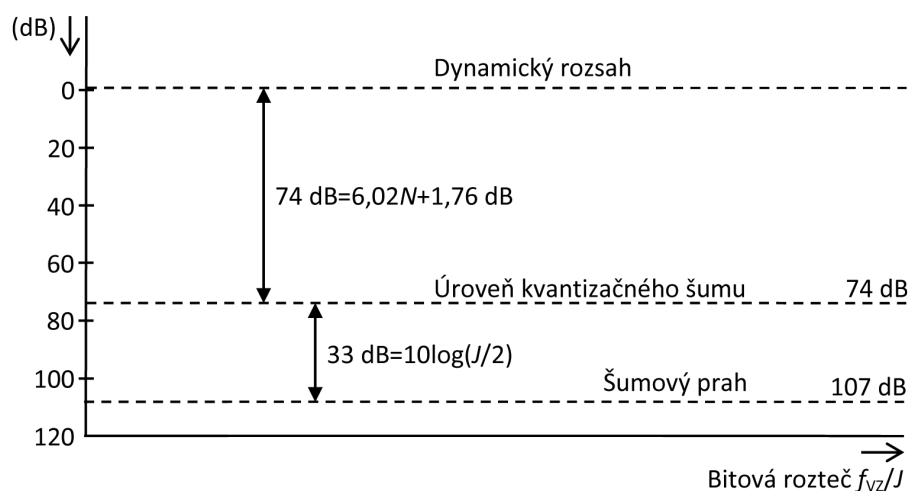 (dB)
Dynamický rozsah
0
20
74 dB=6,02N+1,76 dB
40
60
Úroveň kvantizačného šumu 74 dB
80
33 dB=10log(J/2)
100
Šumový prah 107 dB
120
Bitová rozteč fvz/J